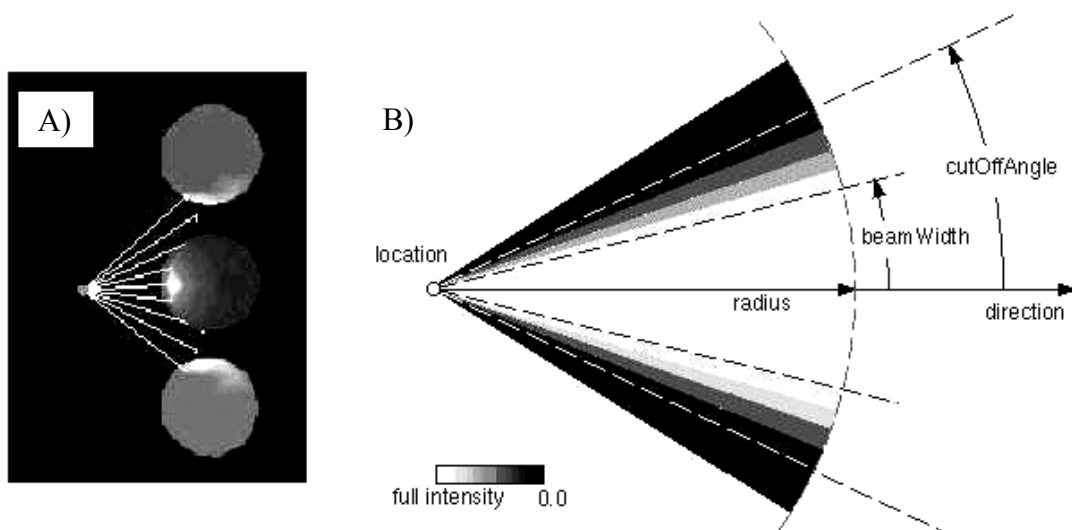 A)
B)
cutOffAngle
beamWidth
location
radius
direction
full intensity
0.0